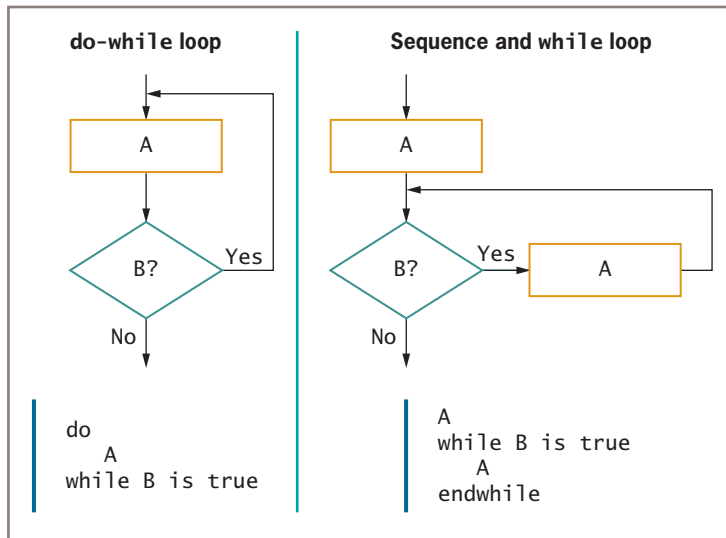 do-while loop
A
B?
Yes
No
do
A
while B is true
Sequence and while loop
A
B?
Yes
A
No
A
while B is true
A
endwhile